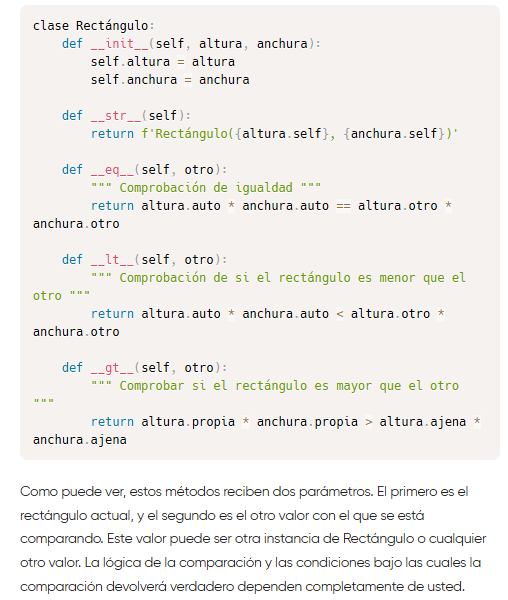 clase Rectángulo:
    def __init__(self, altura, anchura):
        self.altura = altura
        self.anchura = anchura

    def __str__(self):
        return f'Rectángulo({altura.self}, {anchura.self})'

    def __eq__(self, otro):
        """ Comprobación de igualdad """
        return altura.auto * anchura.auto == altura.otro *
anchura.otro

    def __lt__(self, otro):
        """ Comprobación de si el rectángulo es menor que el
otro """
        return altura.auto * anchura.auto < altura.otro *
anchura.otro

    def __gt__(self, otro):
        """ Comprobar si el rectángulo es mayor que el otro
"""
        return altura.propia * anchura.propia > altura.ajena *
anchura.ajena

Como puede ver, estos métodos reciben dos parámetros. El primero es el
rectángulo actual, y el segundo es el otro valor con el que se está
comparando. Este valor puede ser otra instancia de Rectángulo o cualquier
otro valor. La lógica de la comparación y las condiciones bajo las cuales la
comparación devolverá verdadero dependen completamente de usted.